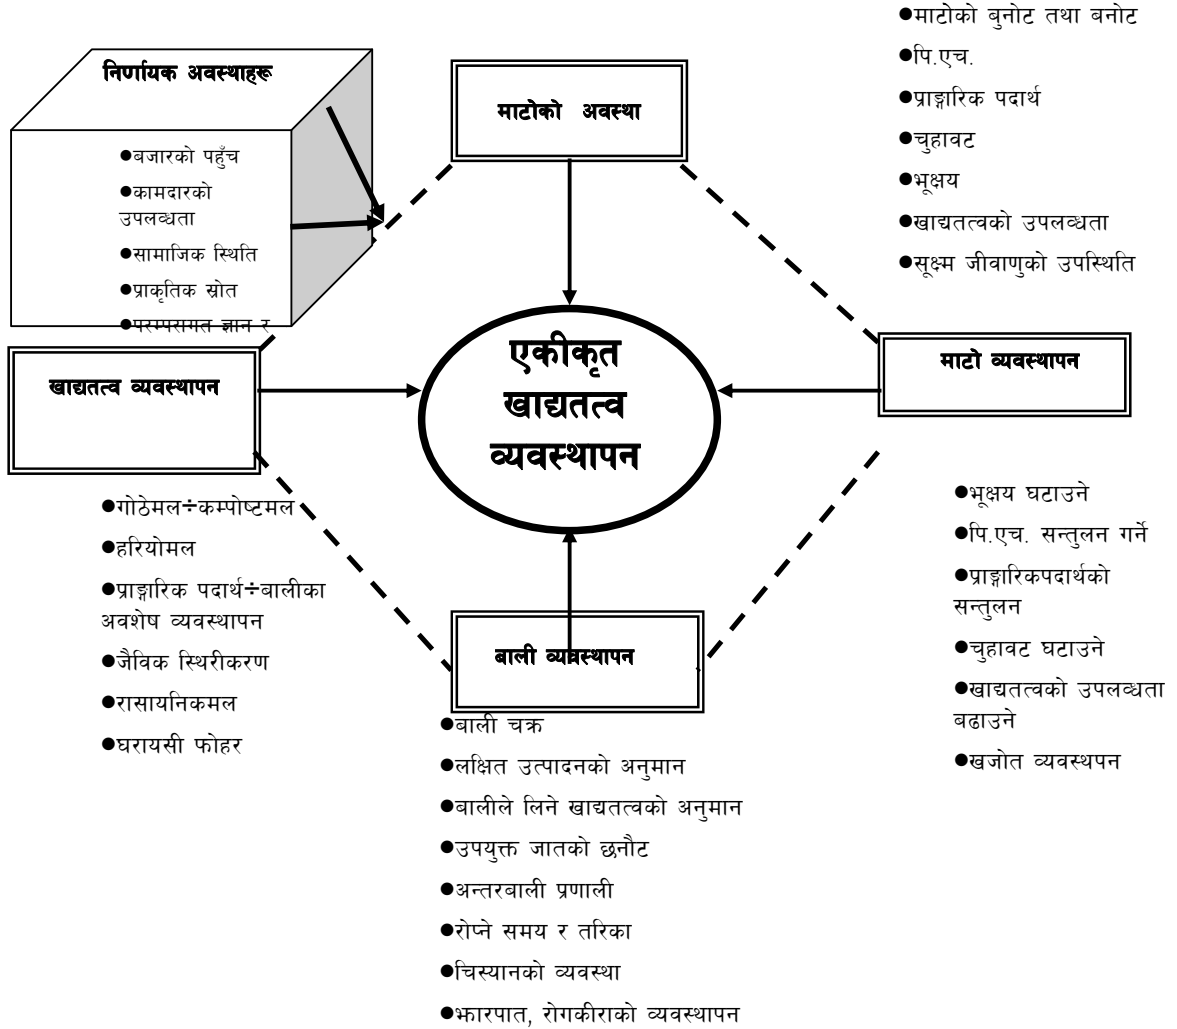 निर्णायक अवस्थाहरू
●बजारको पहुँच
●कामदारको
उपलब्धता
●सामाजिक स्थिति
●प्राकृतिक स्रोत
●परम्परागत ज्ञान र
माटोको अवस्था
●माटोको बुनोट तथा बनोट
●पि.एच.
●प्राङ्गारिक पदार्थ
●चुहावट
●भूक्षय
●खाद्यतत्वको उपलब्धता
●सूक्ष्म जीवाणुको उपस्थिति
एकीकृत
खाद्यतत्व
व्यवस्थापन
खाद्यतत्व व्यवस्थापन
●गोठेमल÷कम्पोष्टमल
●हरियोमल
●प्राङ्गारिक पदार्थ÷बालीका
अवशेष व्यवस्थापन
●जैविक स्थिरीकरण
●रासायनिकमल
●घरायसी फोहर
माटो व्यवस्थापन
●भूक्षय घटाउने
●पि.एच. सन्तुलन गर्ने
●प्राङ्गारिकपदार्थको
सन्तुलन
●चुहावट घटाउने
●खाद्यतत्वको उपलब्धता
बढाउने
●खजोत व्यवस्थपन
बाली व्यवस्थापन
●बाली चक्र
●लक्षित उत्पादनको अनुमान
●बालीले लिने खाद्यतत्वको अनुमान
●उपयुक्त जातको छनौट
●अन्तरबाली प्रणाली
●रोप्ने समय र तरिका
●चिस्यानको व्यवस्था
●झारपात, रोगकीराको व्यवस्थापन